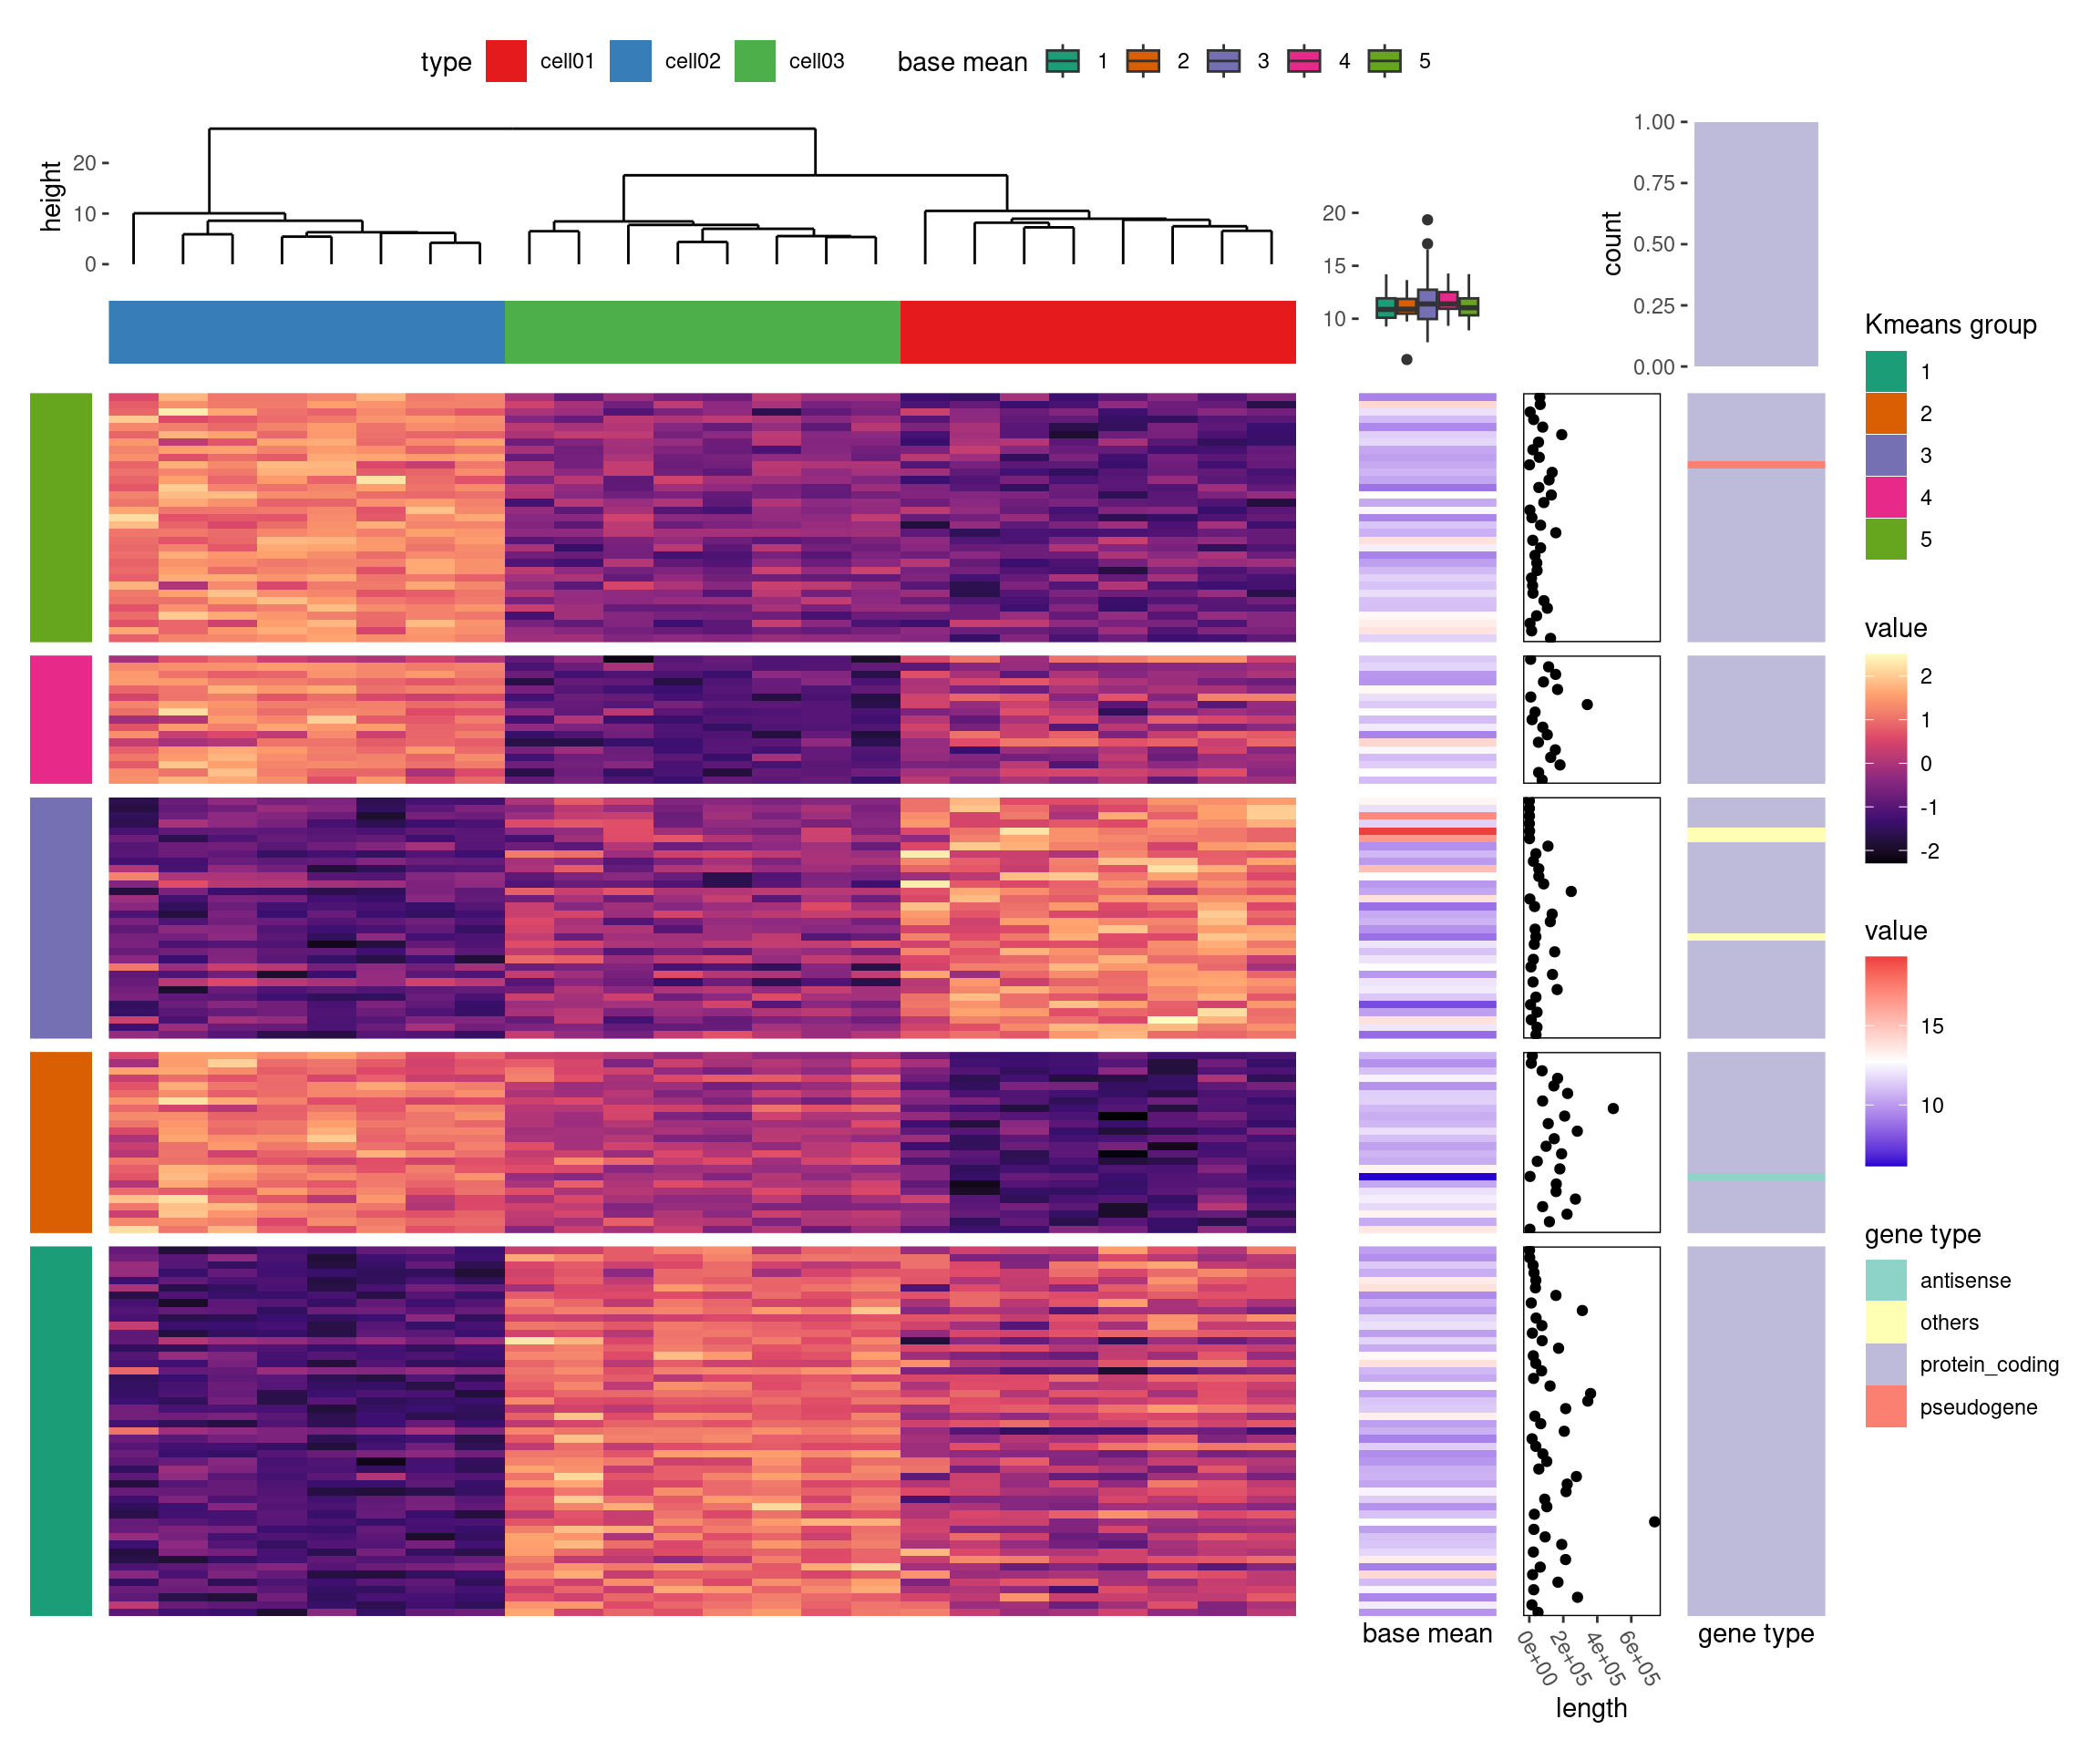 type cell01 cell02 cell03 base mean 1 2 3 4 5
height
20
10
0
20
15
10
count
1.00
0.75
0.50
0.25
0.00
Kmeans group
1
2
3
4
5
value
2
1
0
-1
-2
value
15
10
gene type
antisense
others
protein_coding
pseudogene
base mean
0e+00 2e+05 4e+05 6e+05
length
gene type